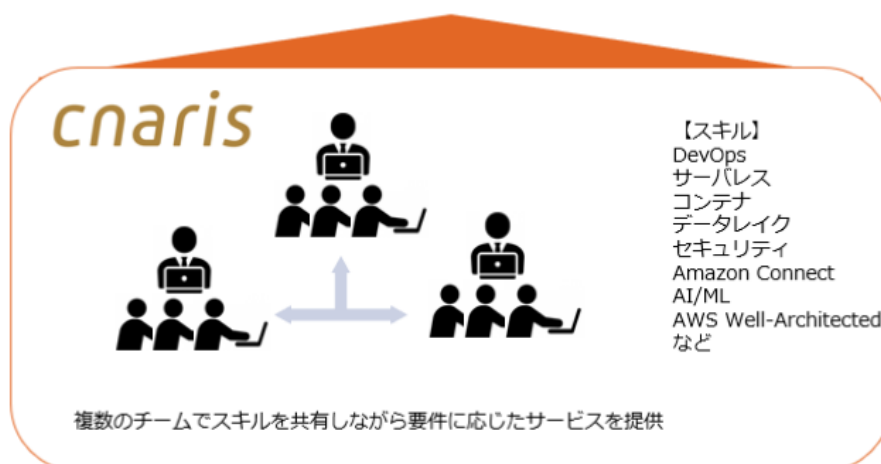 cnaris
【スキル】
DevOps
サーバレス
コンテナ
データレイク
セキュリティ
Amazon Connect
AI/ML
AWS Well-Architected
など
複数のチームでスキルを共有しながら要件に応じたサービスを提供